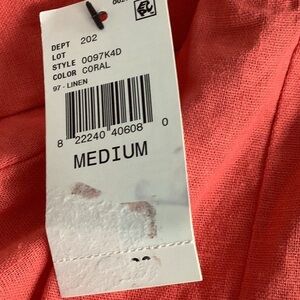 DEPT 202
LOT
STYLE 0097K4D
COLOR CORAL
97 - LINEN
8 22240 40608 0
MEDIUM